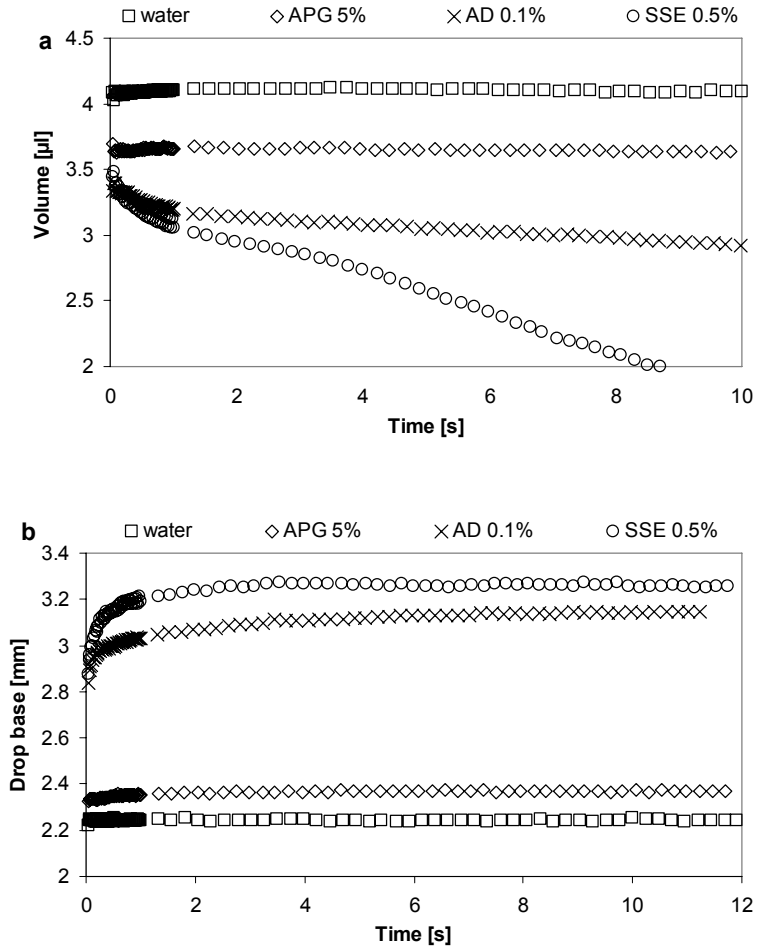 □ water ◇ APG 5% × AD 0.1% ○ SSE 0.5%
a
4.5
4
3.5
3
2.5
2
Volume [µl]
0 2 4 6 8 10
Time [s]
b
□ water ◇ APG 5% × AD 0.1% ○ SSE 0.5%
3.4
3.2
3
2.8
2.6
2.4
2.2
2
Drop base [mm]
0 2 4 6 8 10 12
Time [s]